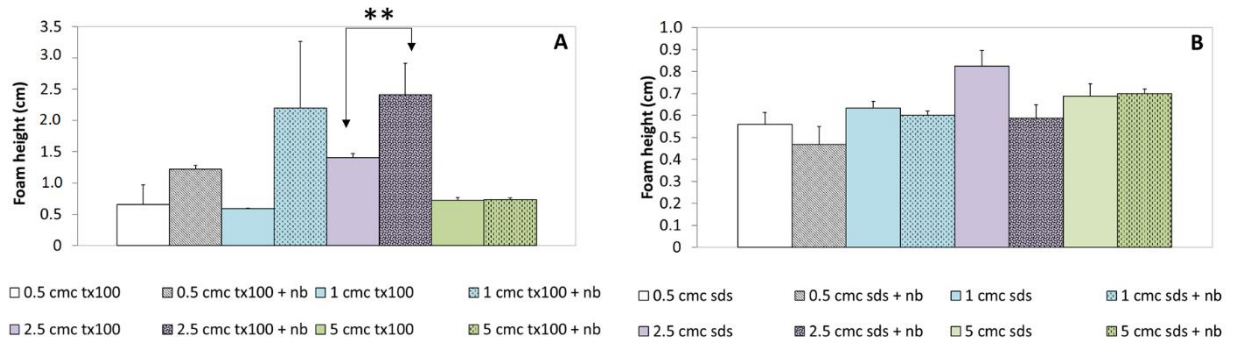 **
A
Foam height (cm)
3.5
3.0
2.5
2.0
1.5
1.0
0.5
0
0.5 cmc tx100 0.5 cmc tx100 + nb 1 cmc tx100 1 cmc tx100 + nb
2.5 cmc tx100 2.5 cmc tx100 + nb 5 cmc tx100 5 cmc tx100 + nb
B
Foam height (cm)
1.0
0.9
0.8
0.7
0.6
0.5
0.4
0.3
0.2
0.1
0
0.5 cmc sds 0.5 cmc sds + nb 1 cmc sds 1 cmc sds + nb
2.5 cmc sds 2.5 cmc sds + nb 5 cmc sds 5 cmc sds + nb